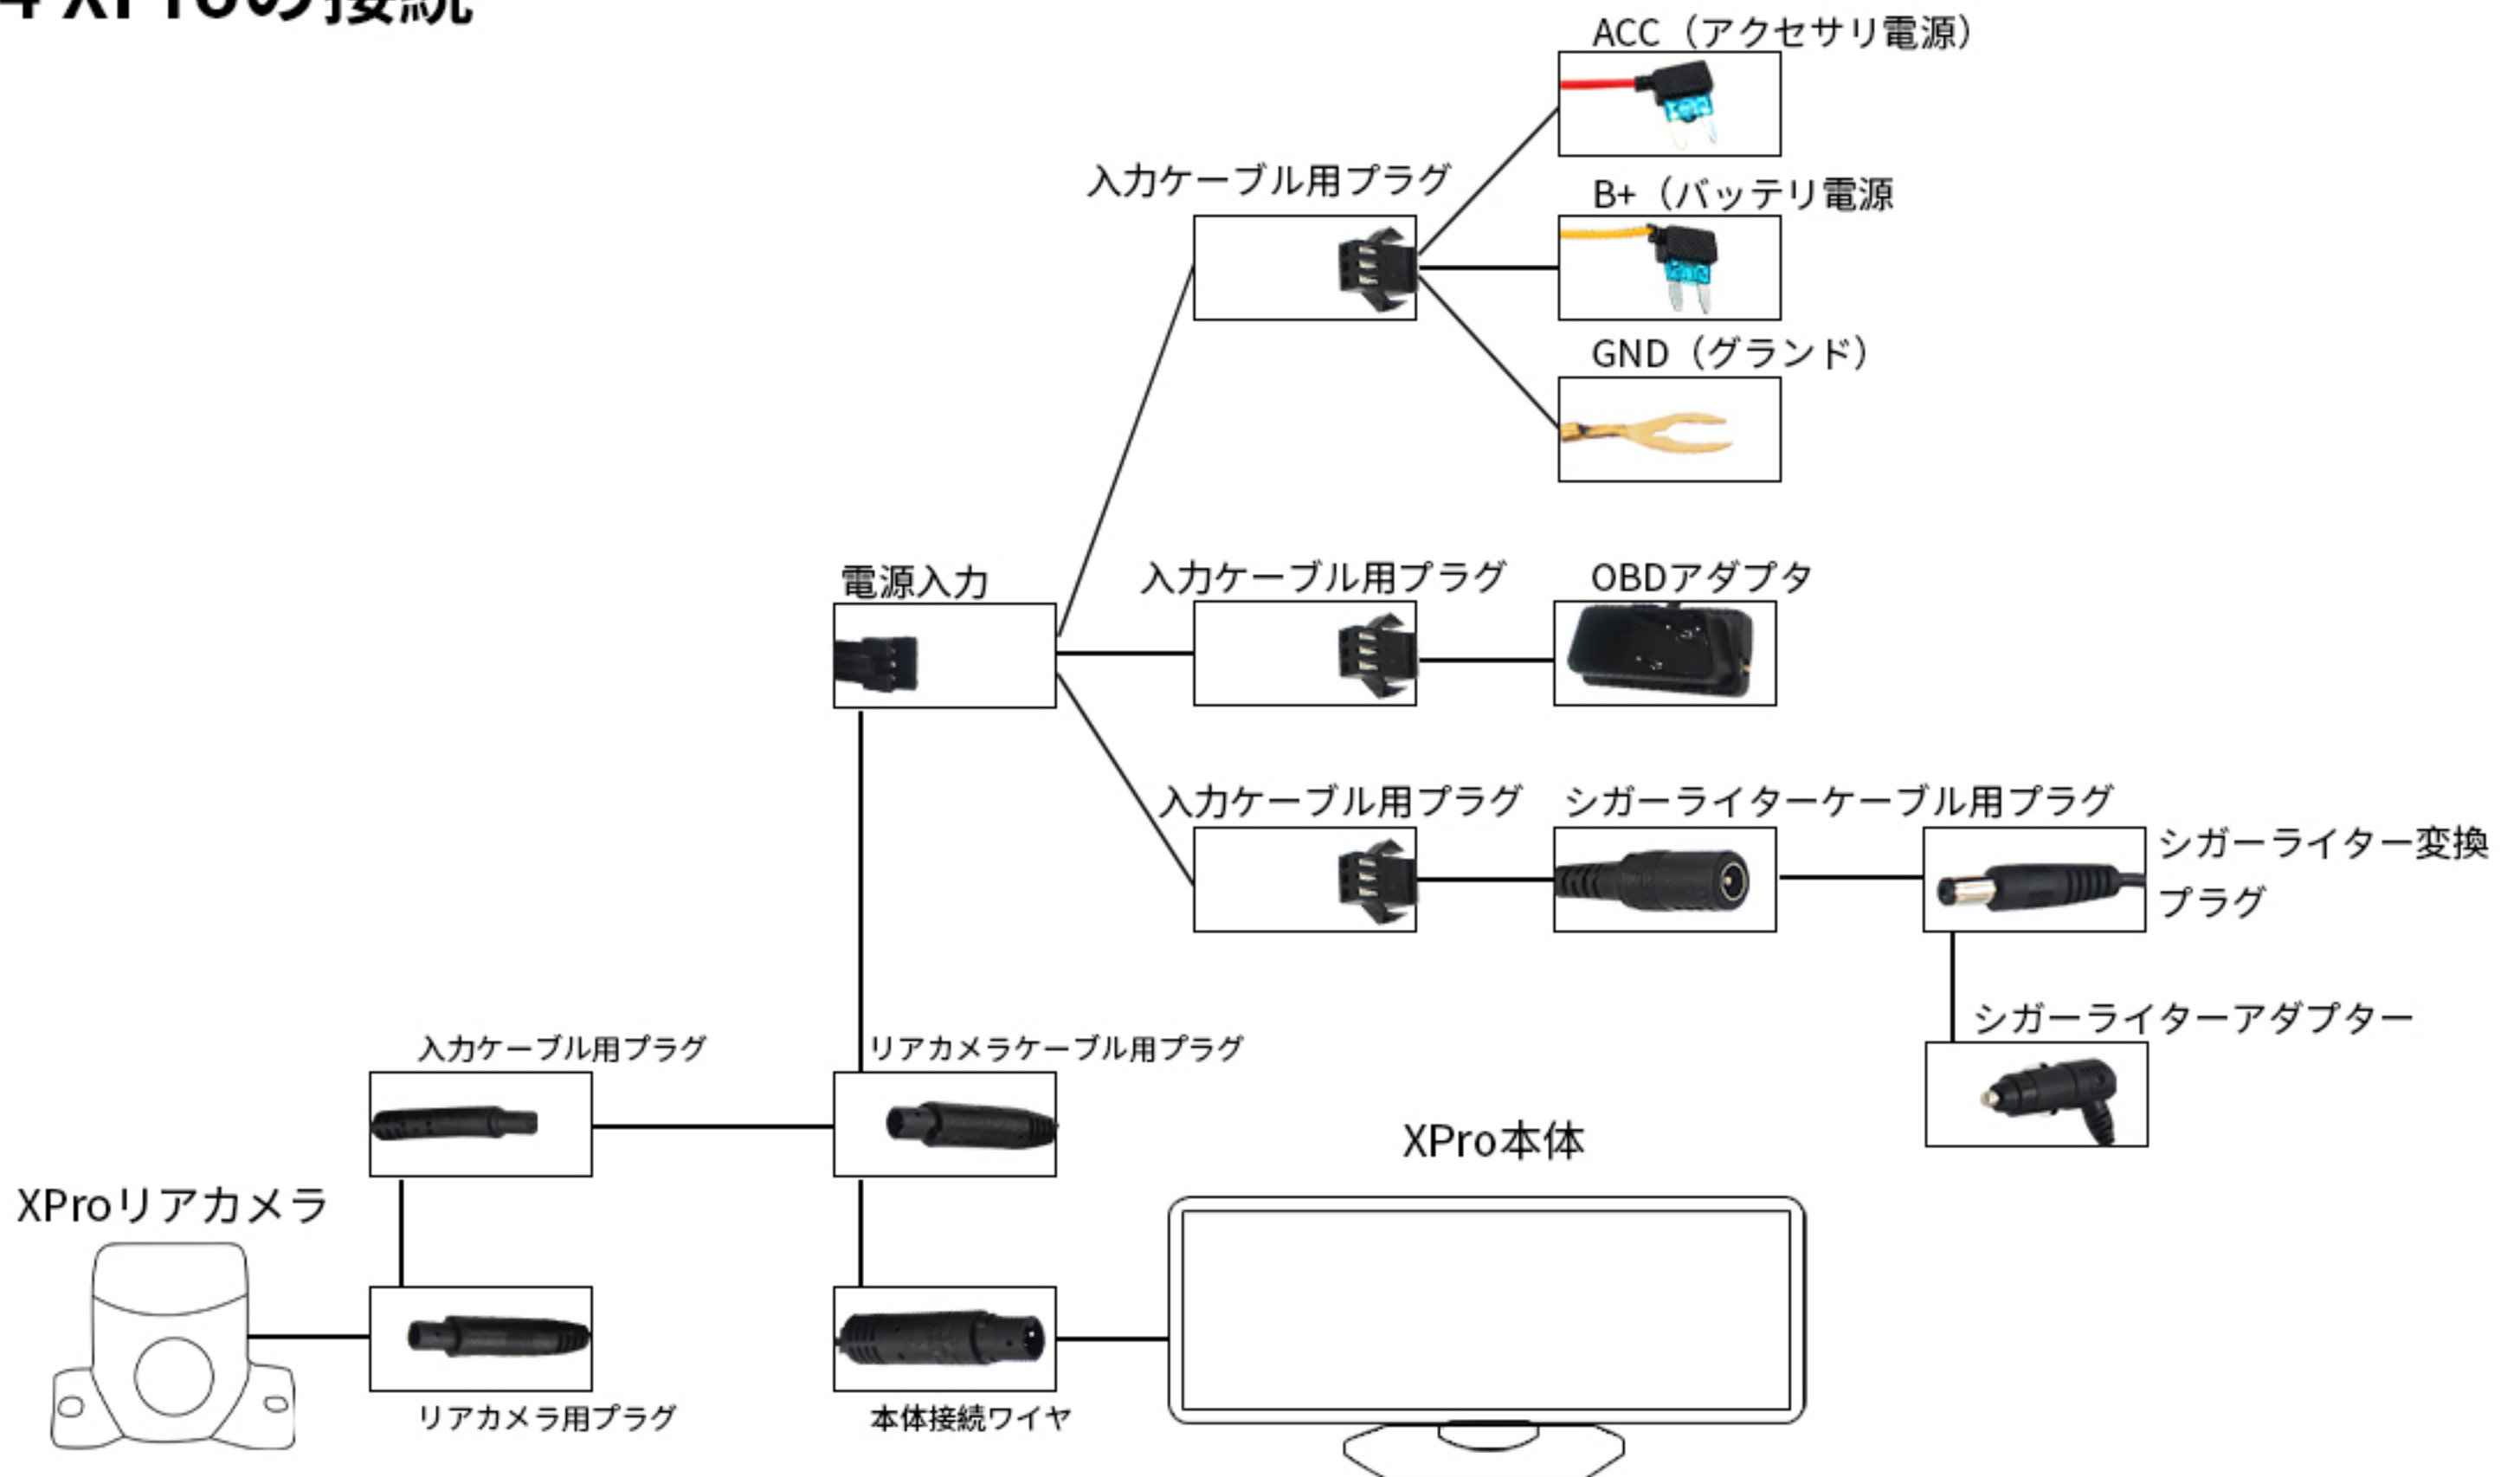 4 XProの接続
ACC（アクセサリ電源）
入力ケーブル用プラグ
B+（バッテリ電源
GND（グランド）
電源入力
入力ケーブル用プラグ
OBDアダプタ
入力ケーブル用プラグ
シガーライターケーブル用プラグ
シガーライター変換
プラグ
シガーライターアダプター
入力ケーブル用プラグ
リアカメラケーブル用プラグ
XPro本体
XProリアカメラ
リアカメラ用プラグ
本体接続ワイヤ